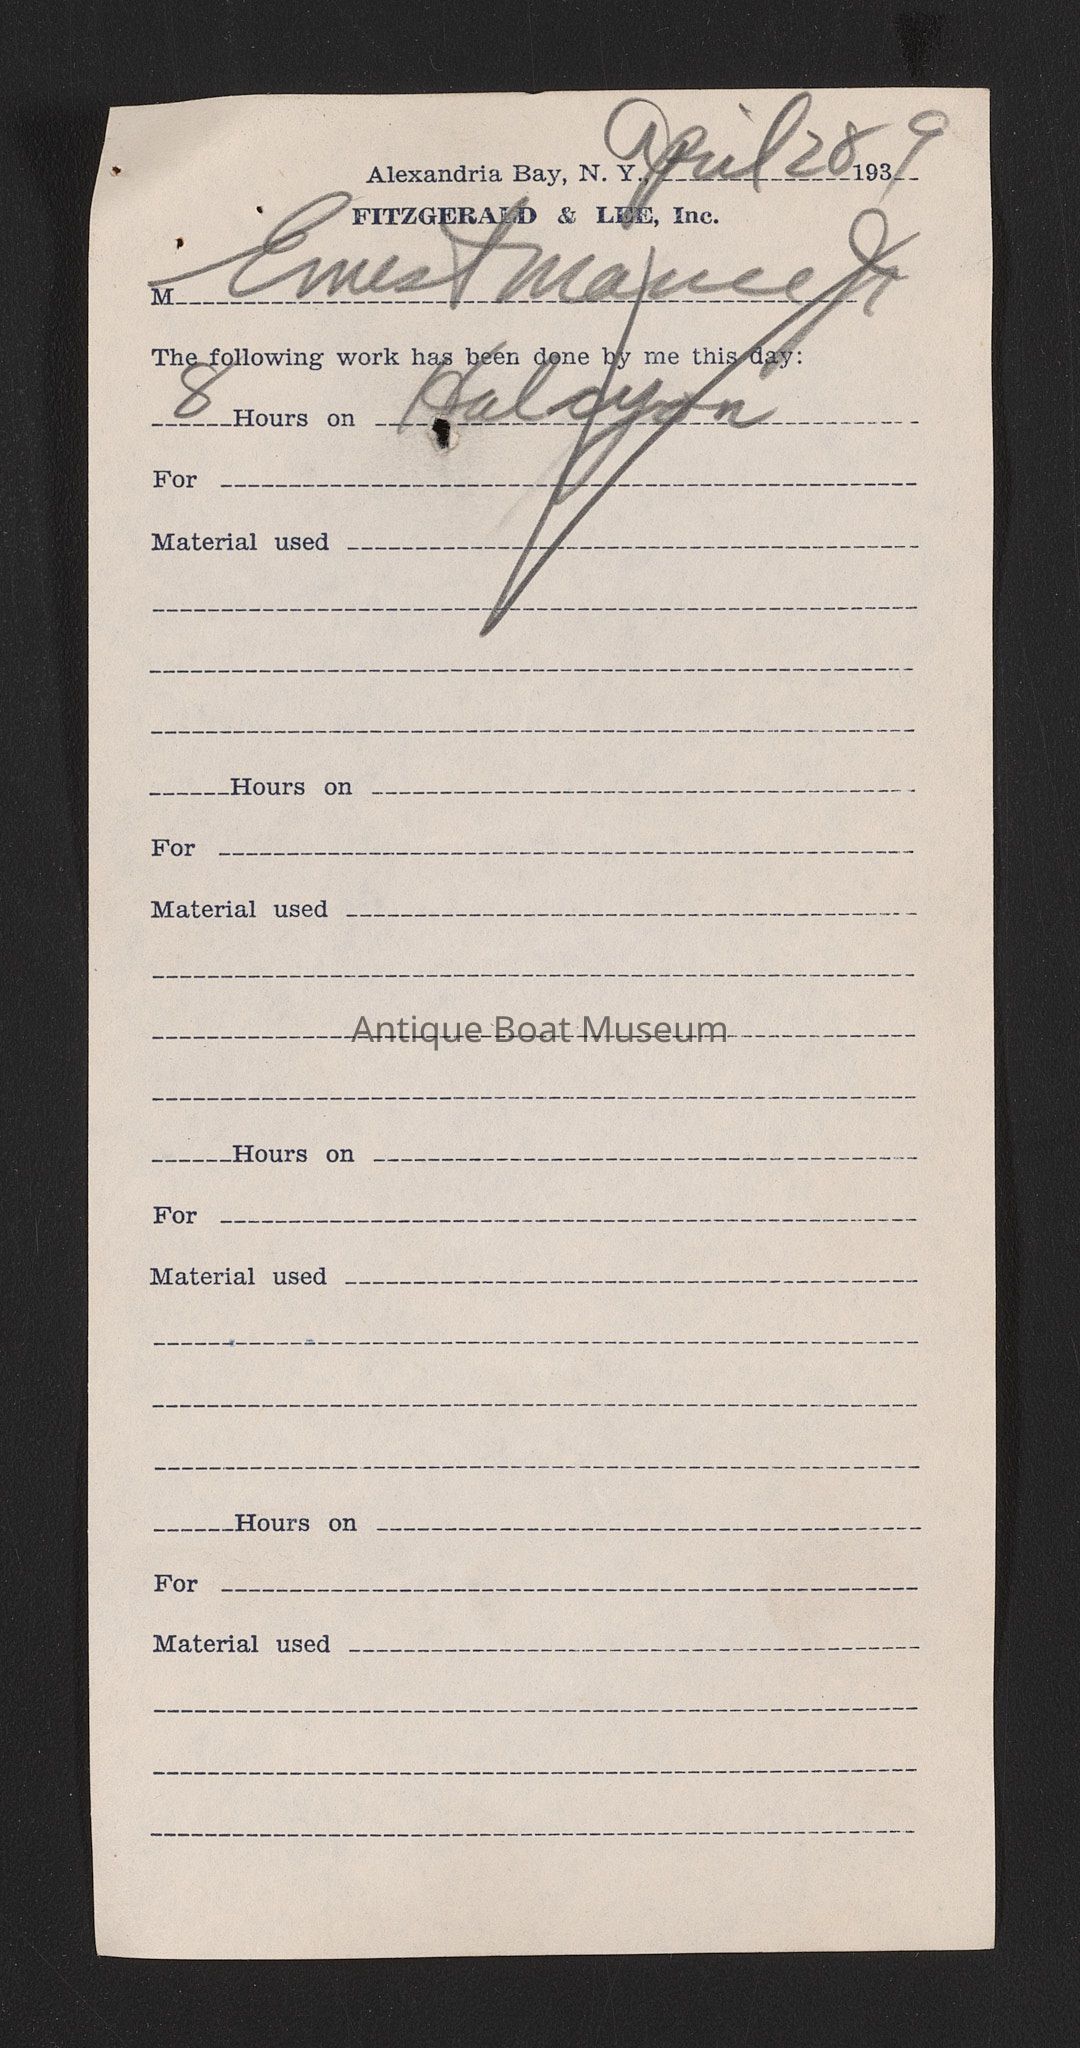 Alexandria Bay, N. Y., April 28 1939
FITZGERALD & LEE, Inc.
M Ernest Mance Jr
The following work has been done by me this day:
8 Hours on Halcyon
For
Material used
Hours on
For
Material used
Antique Boat Museum
Hours on
For
Material used
Hours on
For
Material used